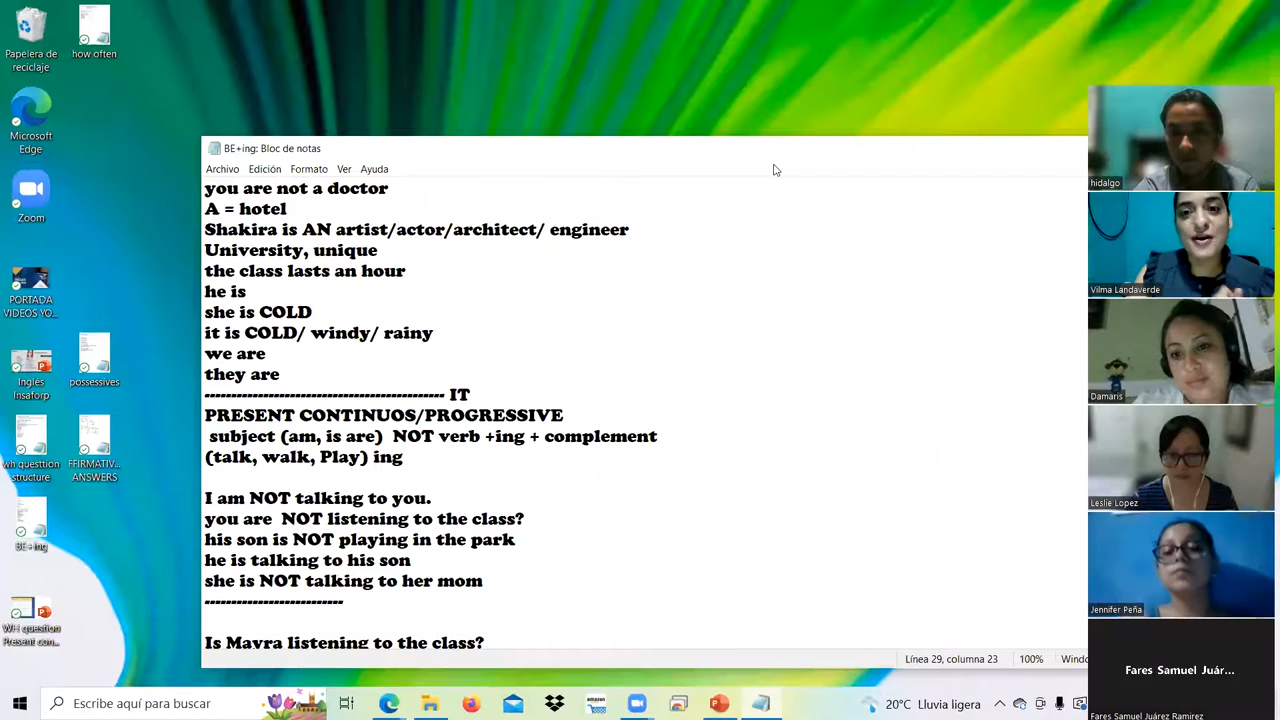 Papelera de
reciclaje
how often
Microsoft
Edge
Zoom
PORTADA
VIDEOS YO...
Ingles
Insaforp
possessives
wh questtion
structure
FFIRMATIV...
ANSWERS
BE+ing
WH question
Present con...
BE+ing: Bloc de notas
Archivo Edición Formato Ver Ayuda
you are not a doctor
A = hotel
Shakira is AN artist/actor/architect/ engineer
University, unique
the class lasts an hour
he is
she is COLD
it is COLD/ windy/ rainy
we are
they are
--------------------------------------------- IT
PRESENT CONTINUOS/PROGRESSIVE
subject (am, is are)  NOT verb +ing + complement
(talk, walk, Play) ing
I am NOT talking to you.
you are  NOT listening to the class?
his son is NOT playing in the park
he is talking to his son
she is NOT talking to her mom
--------------------------
Is Mayra listening to the class?
Línea 29, columna 23 100% Windo
hidalgo
Vilma Landaverde
Damaris
Leslie Lopez
Jennifer Peña
Fares Samuel Juár...
Fares Samuel Juárez Ramirez
Escribe aquí para buscar
amazon
20°C Lluvia ligera